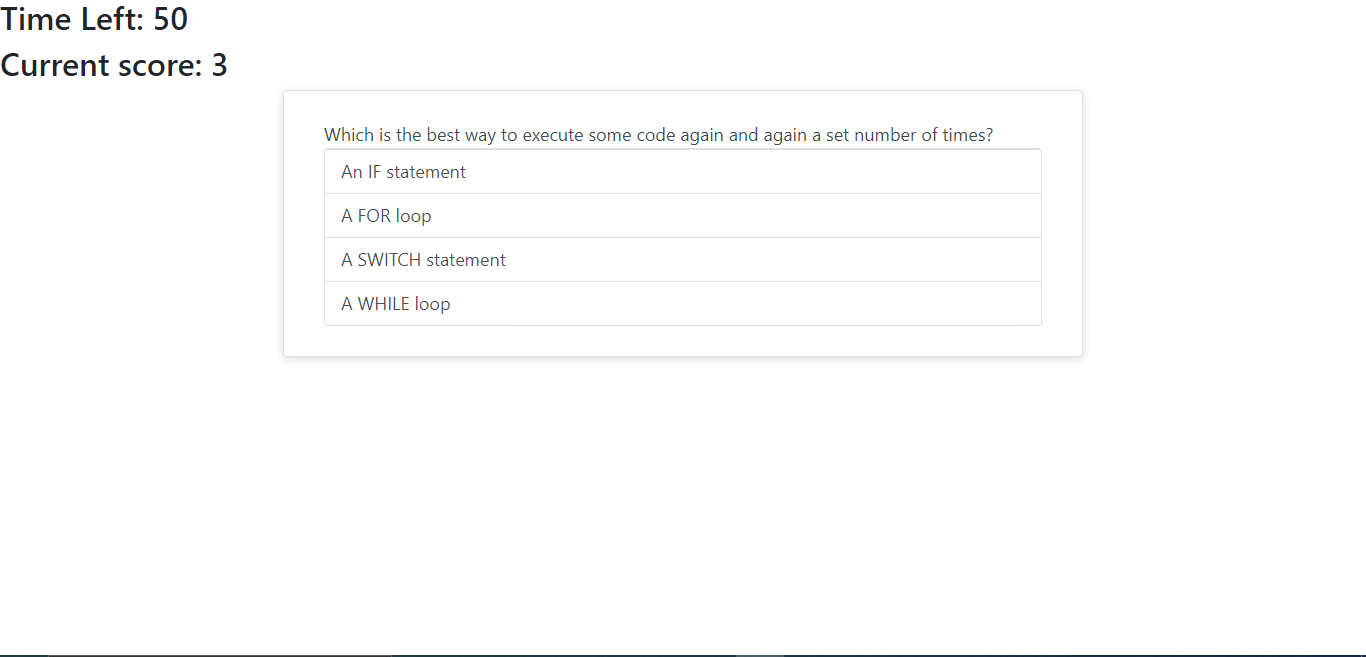 Time Left: 50
Current score: 3
Which is the best way to execute some code again and again a set number of times?
An IF statement
A FOR loop
A SWITCH statement
A WHILE loop